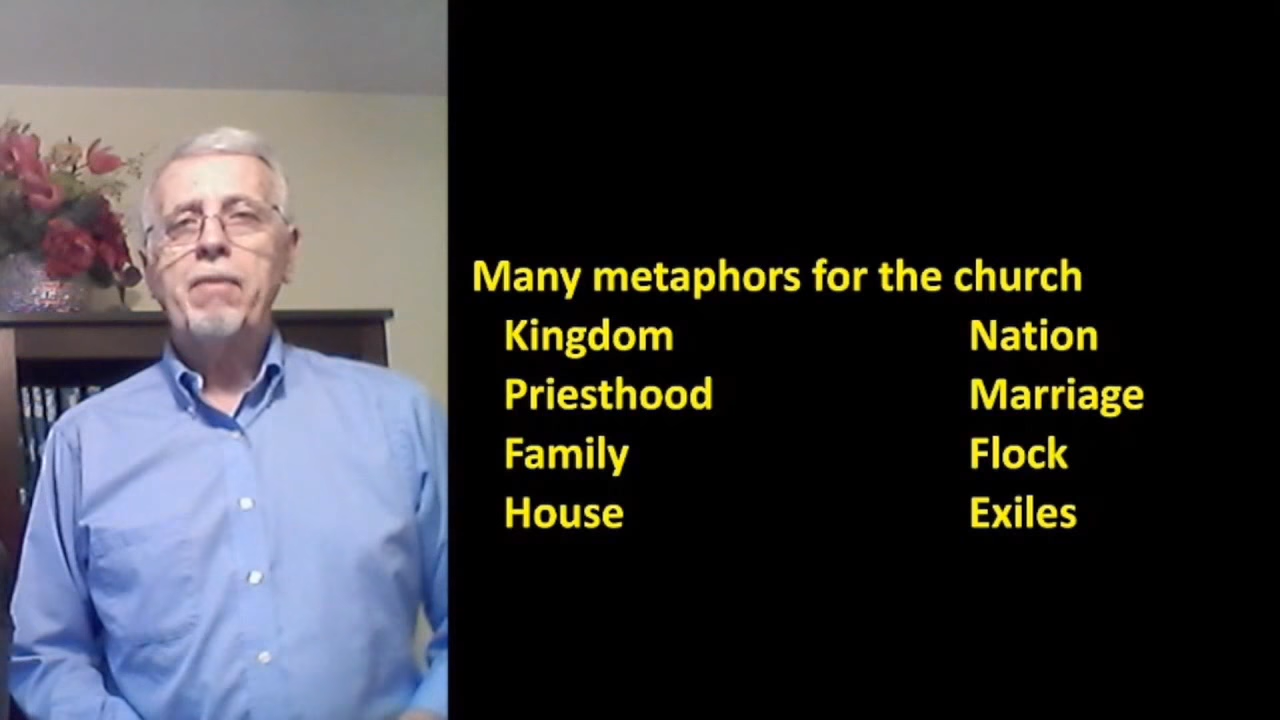 Many metaphors for the church
Kingdom Nation
Priesthood Marriage
Family Flock
House Exiles